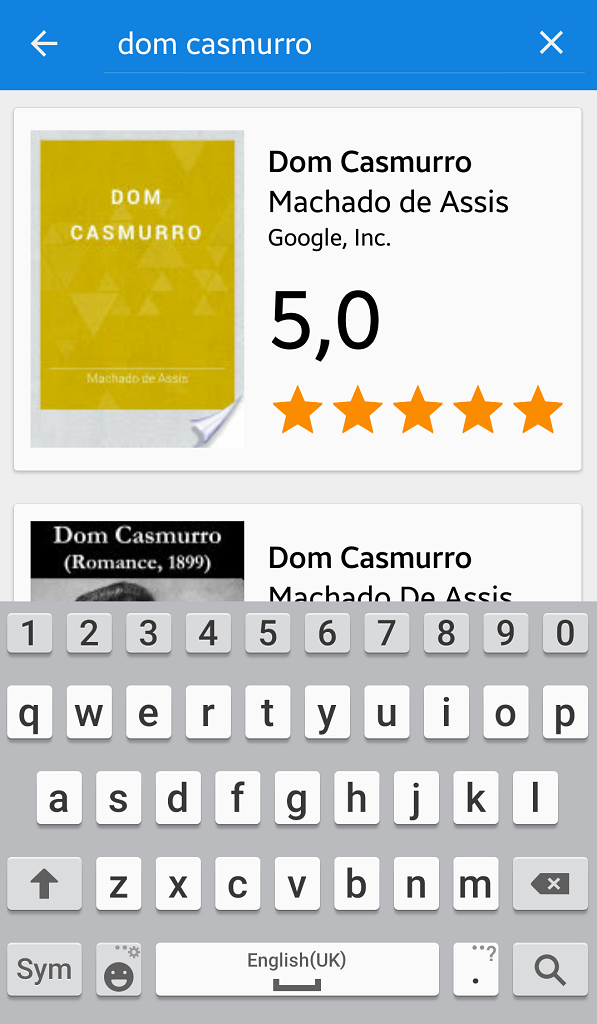 dom casmurro
DOM
CASMURRO
Machado de Assis
Dom Casmurro
Machado de Assis
Google, Inc.
5,0
Dom Casmurro
(Romance, 1899)
Dom Casmurro
Machado De Assis
1 2 3 4 5 6 7 8 9 0
q w e r t y u i o p
a s d f g h j k l
z x c v b n m
Sym English(UK) . ?